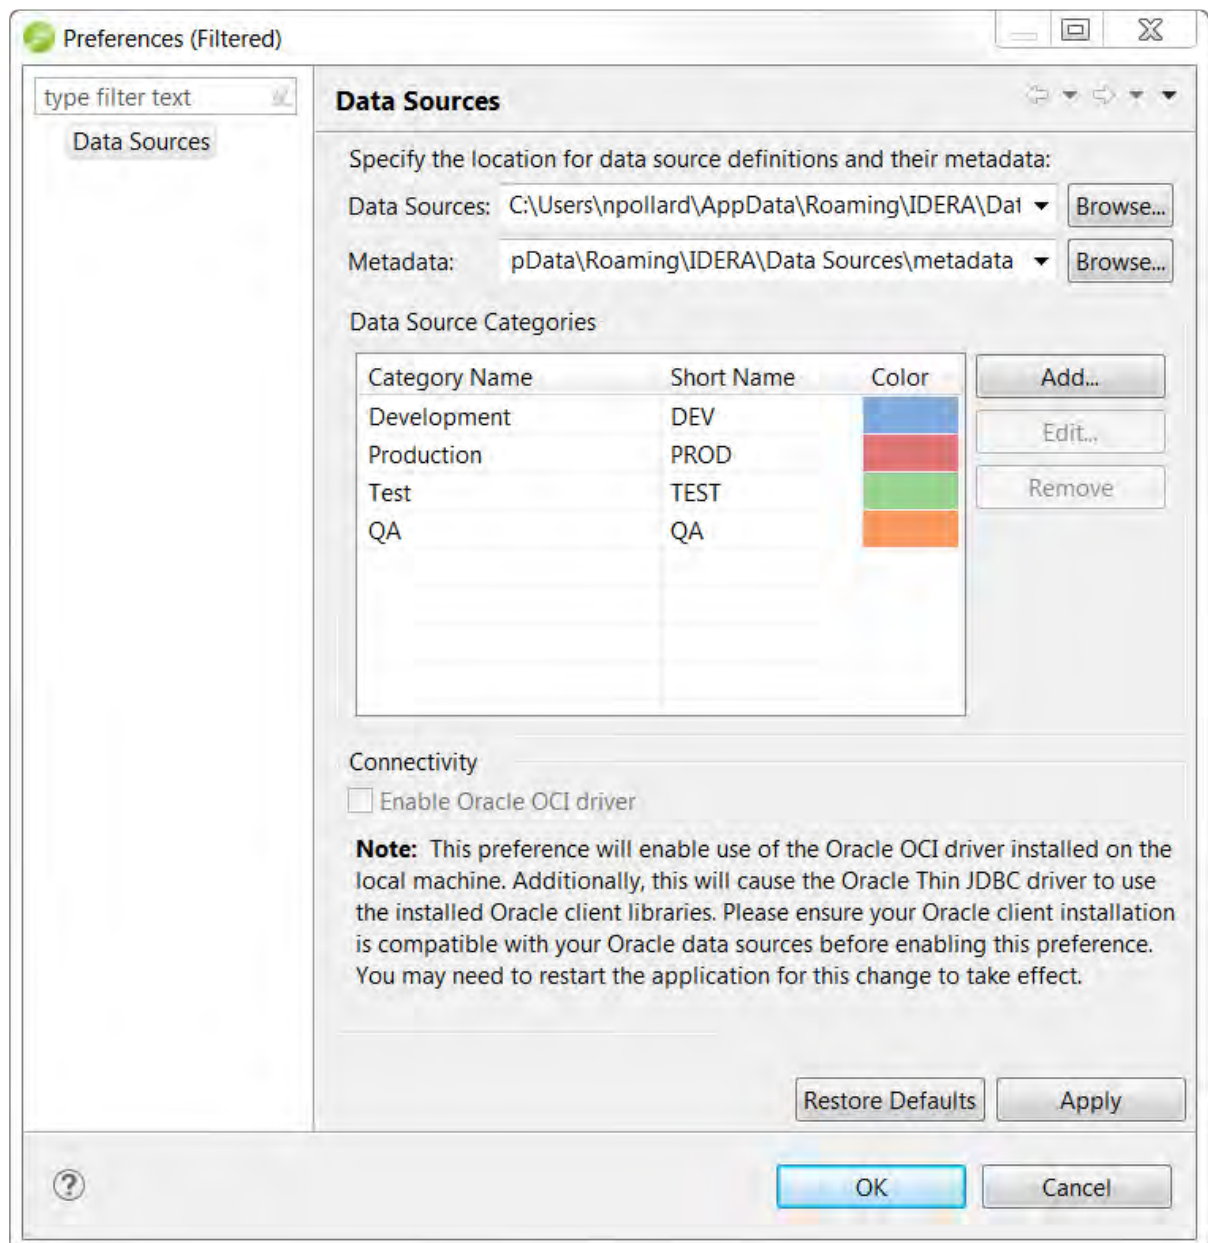 Preferences (Filtered)
type filter text
Data Sources
Data Sources
Specify the location for data source definitions and their metadata:
Data Sources: C:\Users\npollard\AppData\Roaming\IDERA\Dat Browse...
Metadata: pData\Roaming\IDERA\Data Sources\metadata Browse...
Data Source Categories
Category Name Short Name Color Add...
Development DEV
Edit...
Production PROD
Test TEST
Remove
QA QA
Connectivity
Enable Oracle OCI driver
Note: This preference will enable use of the Oracle OCI driver installed on the
local machine. Additionally, this will cause the Oracle Thin JDBC driver to use
the installed Oracle client libraries. Please ensure your Oracle client installation
is compatible with your Oracle data sources before enabling this preference.
You may need to restart the application for this change to take effect.
Restore Defaults Apply
? OK Cancel